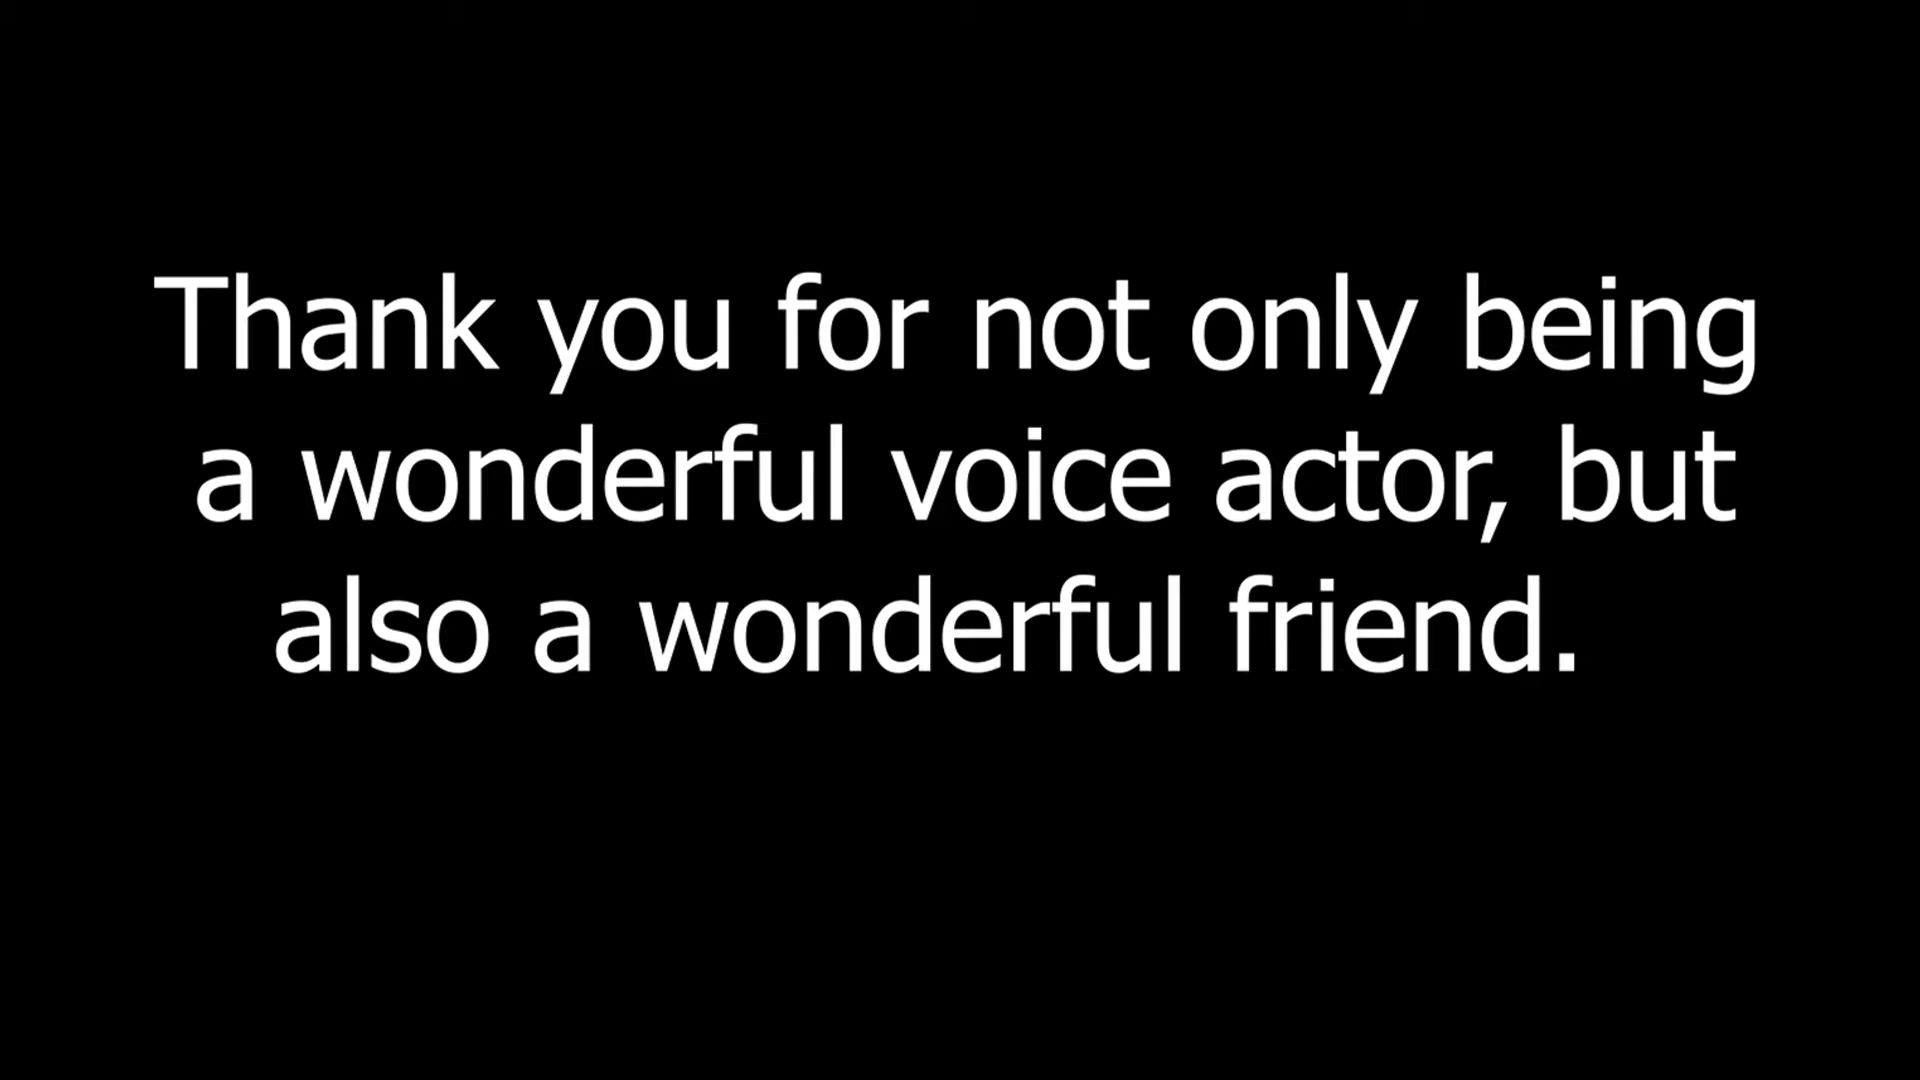 Thank you for not only being
a wonderful voice actor, but
also a wonderful friend.